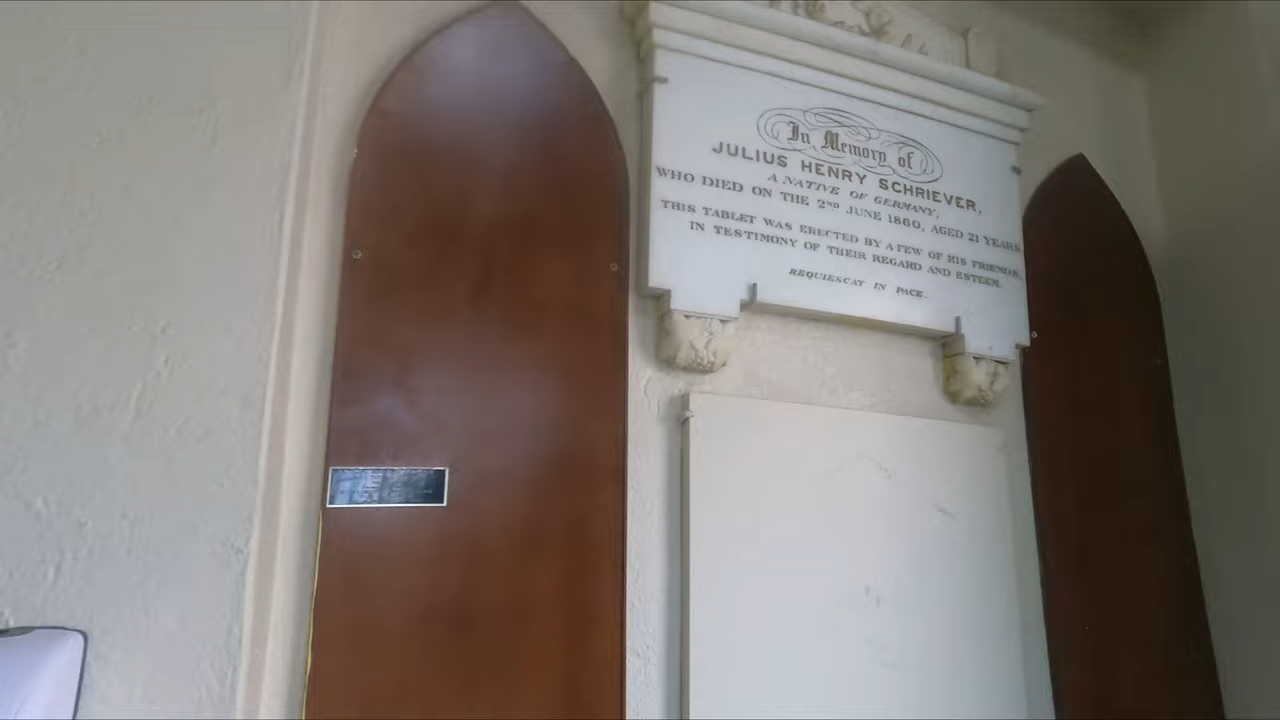 In Memory of
JULIUS HENRY SCHRIEVER,
A NATIVE OF GERMANY,
WHO DIED ON THE 2ND JUNE 1860, AGED 21 YEARS.
THIS TABLET WAS ERECTED BY A FEW OF HIS FRIENDS,
IN TESTIMONY OF THEIR REGARD AND ESTEEM.
REQUIESCAT IN PACE.